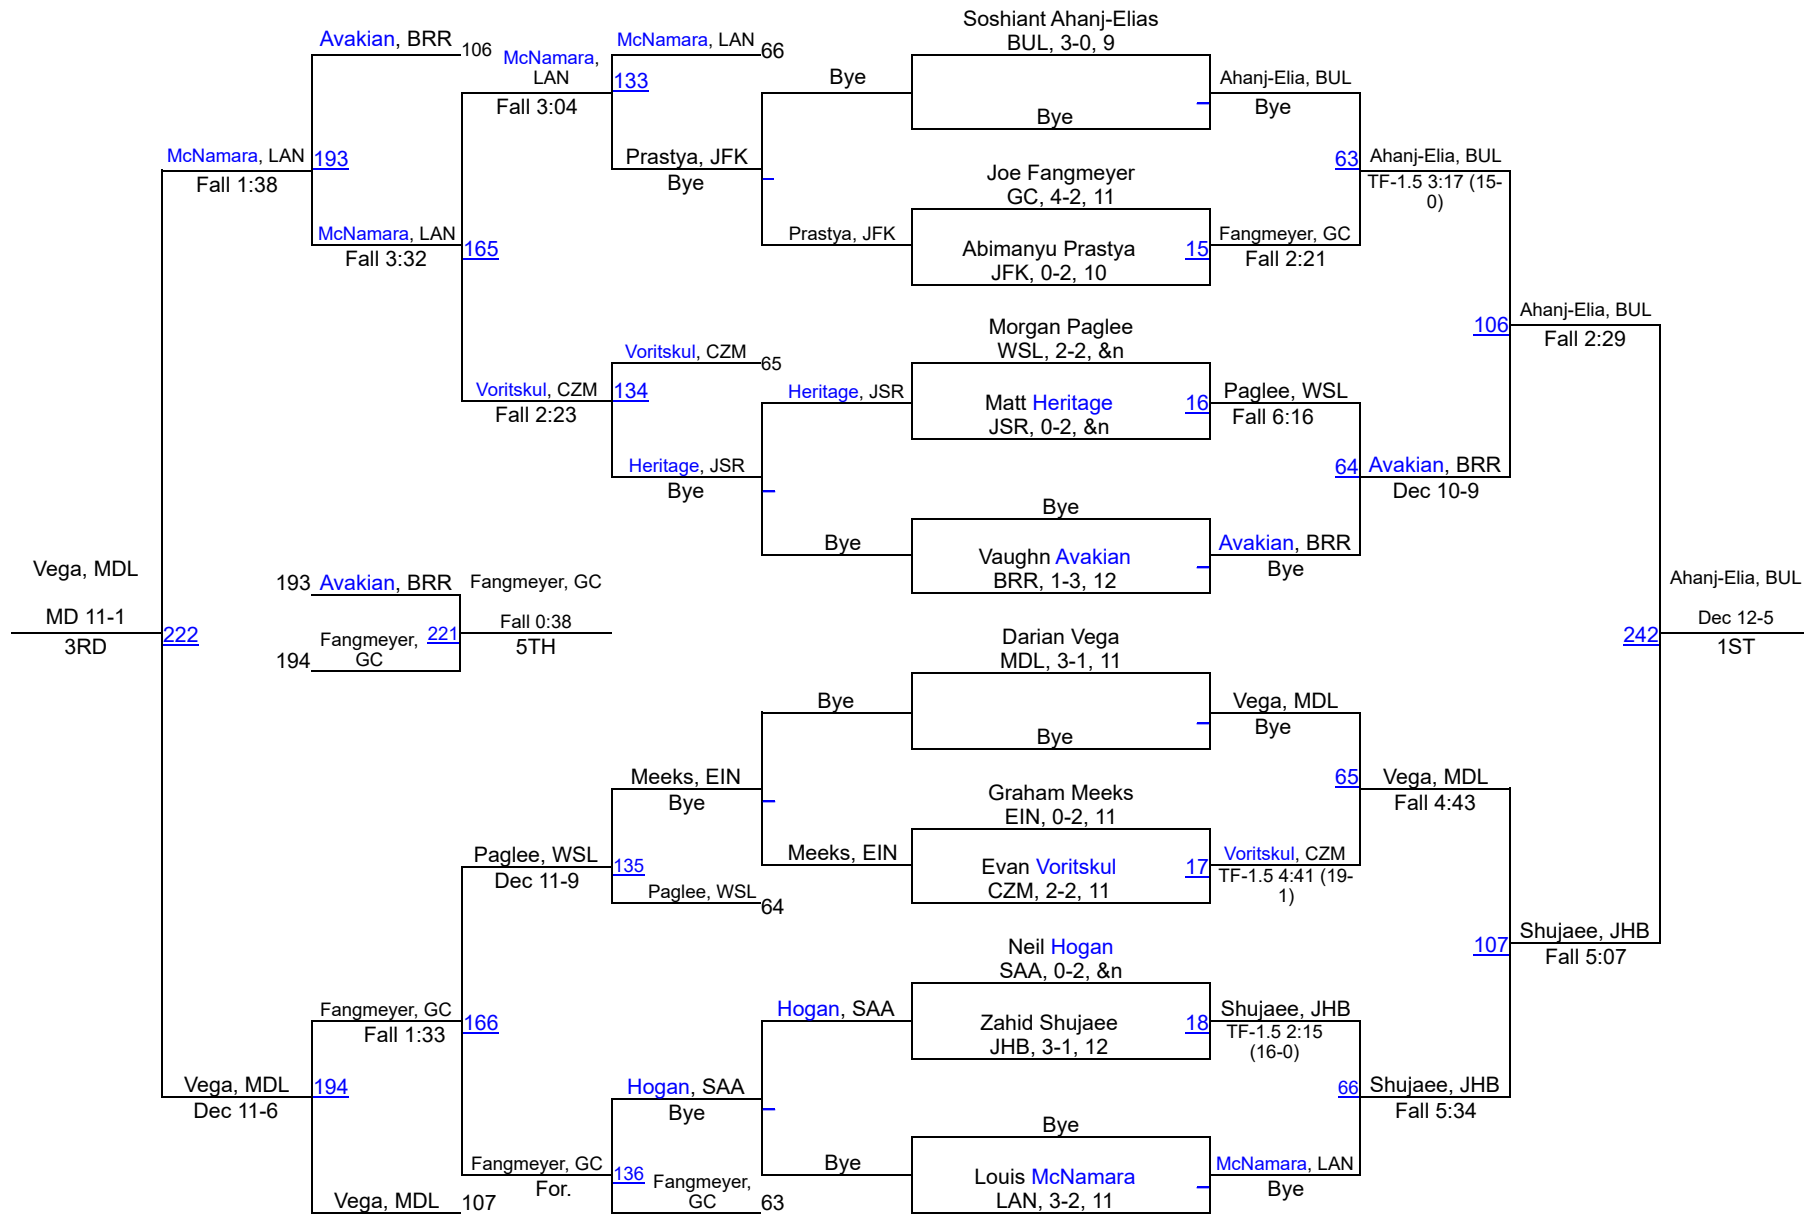 Soshiant Ahanj-Elias
BUL, 3-0, 9
Avakian, BRR
106
McNamara,
LAN
Fall 3:04
McNamara, LAN
66
133
Bye
Bye
Ahanj-Elia, BUL
Bye
McNamara, LAN
193
Fall 1:38
Prastya, JFK
Bye
Joe Fangmeyer
GC, 4-2, 11
63
Ahanj-Elia, BUL
TF-1.5 3:17 (15-
0)
McNamara, LAN
165
Fall 3:32
Prastya, JFK
Abimanyu Prastya
JFK, 0-2, 10
15
Fangmeyer, GC
Fall 2:21
Morgan Paglee
WSL, 2-2, &n
106
Ahanj-Elia, BUL
Fall 2:29
Voritskul, CZM
65
Voritskul, CZM
134
Fall 2:23
Heritage, JSR
Matt Heritage
JSR, 0-2, &n
16
Paglee, WSL
Fall 6:16
Heritage, JSR
Bye
64
Avakian, BRR
Dec 10-9
Bye
Bye
Vaughn Avakian
BRR, 1-3, 12
Avakian, BRR
Bye
Vega, MDL
MD 11-1
3RD
222
193
Avakian, BRR
Fangmeyer, GC
194
Fangmeyer,
GC
221
Fall 0:38
5TH
Ahanj-Elia, BUL
Dec 12-5
1ST
242
Darian Vega
MDL, 3-1, 11
Bye
Bye
Vega, MDL
Bye
Meeks, EIN
Bye
Graham Meeks
EIN, 0-2, 11
65
Vega, MDL
Fall 4:43
Paglee, WSL
Dec 11-9
135
Meeks, EIN
Evan Voritskul
CZM, 2-2, 11
17
Voritskul, CZM
TF-1.5 4:41 (19-
1)
Paglee, WSL
64
Neil Hogan
SAA, 0-2, &n
107
Shujaee, JHB
Fall 5:07
Fangmeyer, GC
Fall 1:33
166
Hogan, SAA
Zahid Shujaee
JHB, 3-1, 12
18
Shujaee, JHB
TF-1.5 2:15
(16-0)
Vega, MDL
Dec 11-6
194
Hogan, SAA
Bye
66
Shujaee, JHB
Fall 5:34
Bye
Fangmeyer, GC
For.
136
Fangmeyer,
GC
63
Bye
Louis McNamara
LAN, 3-2, 11
McNamara, LAN
Bye
Vega, MDL
107